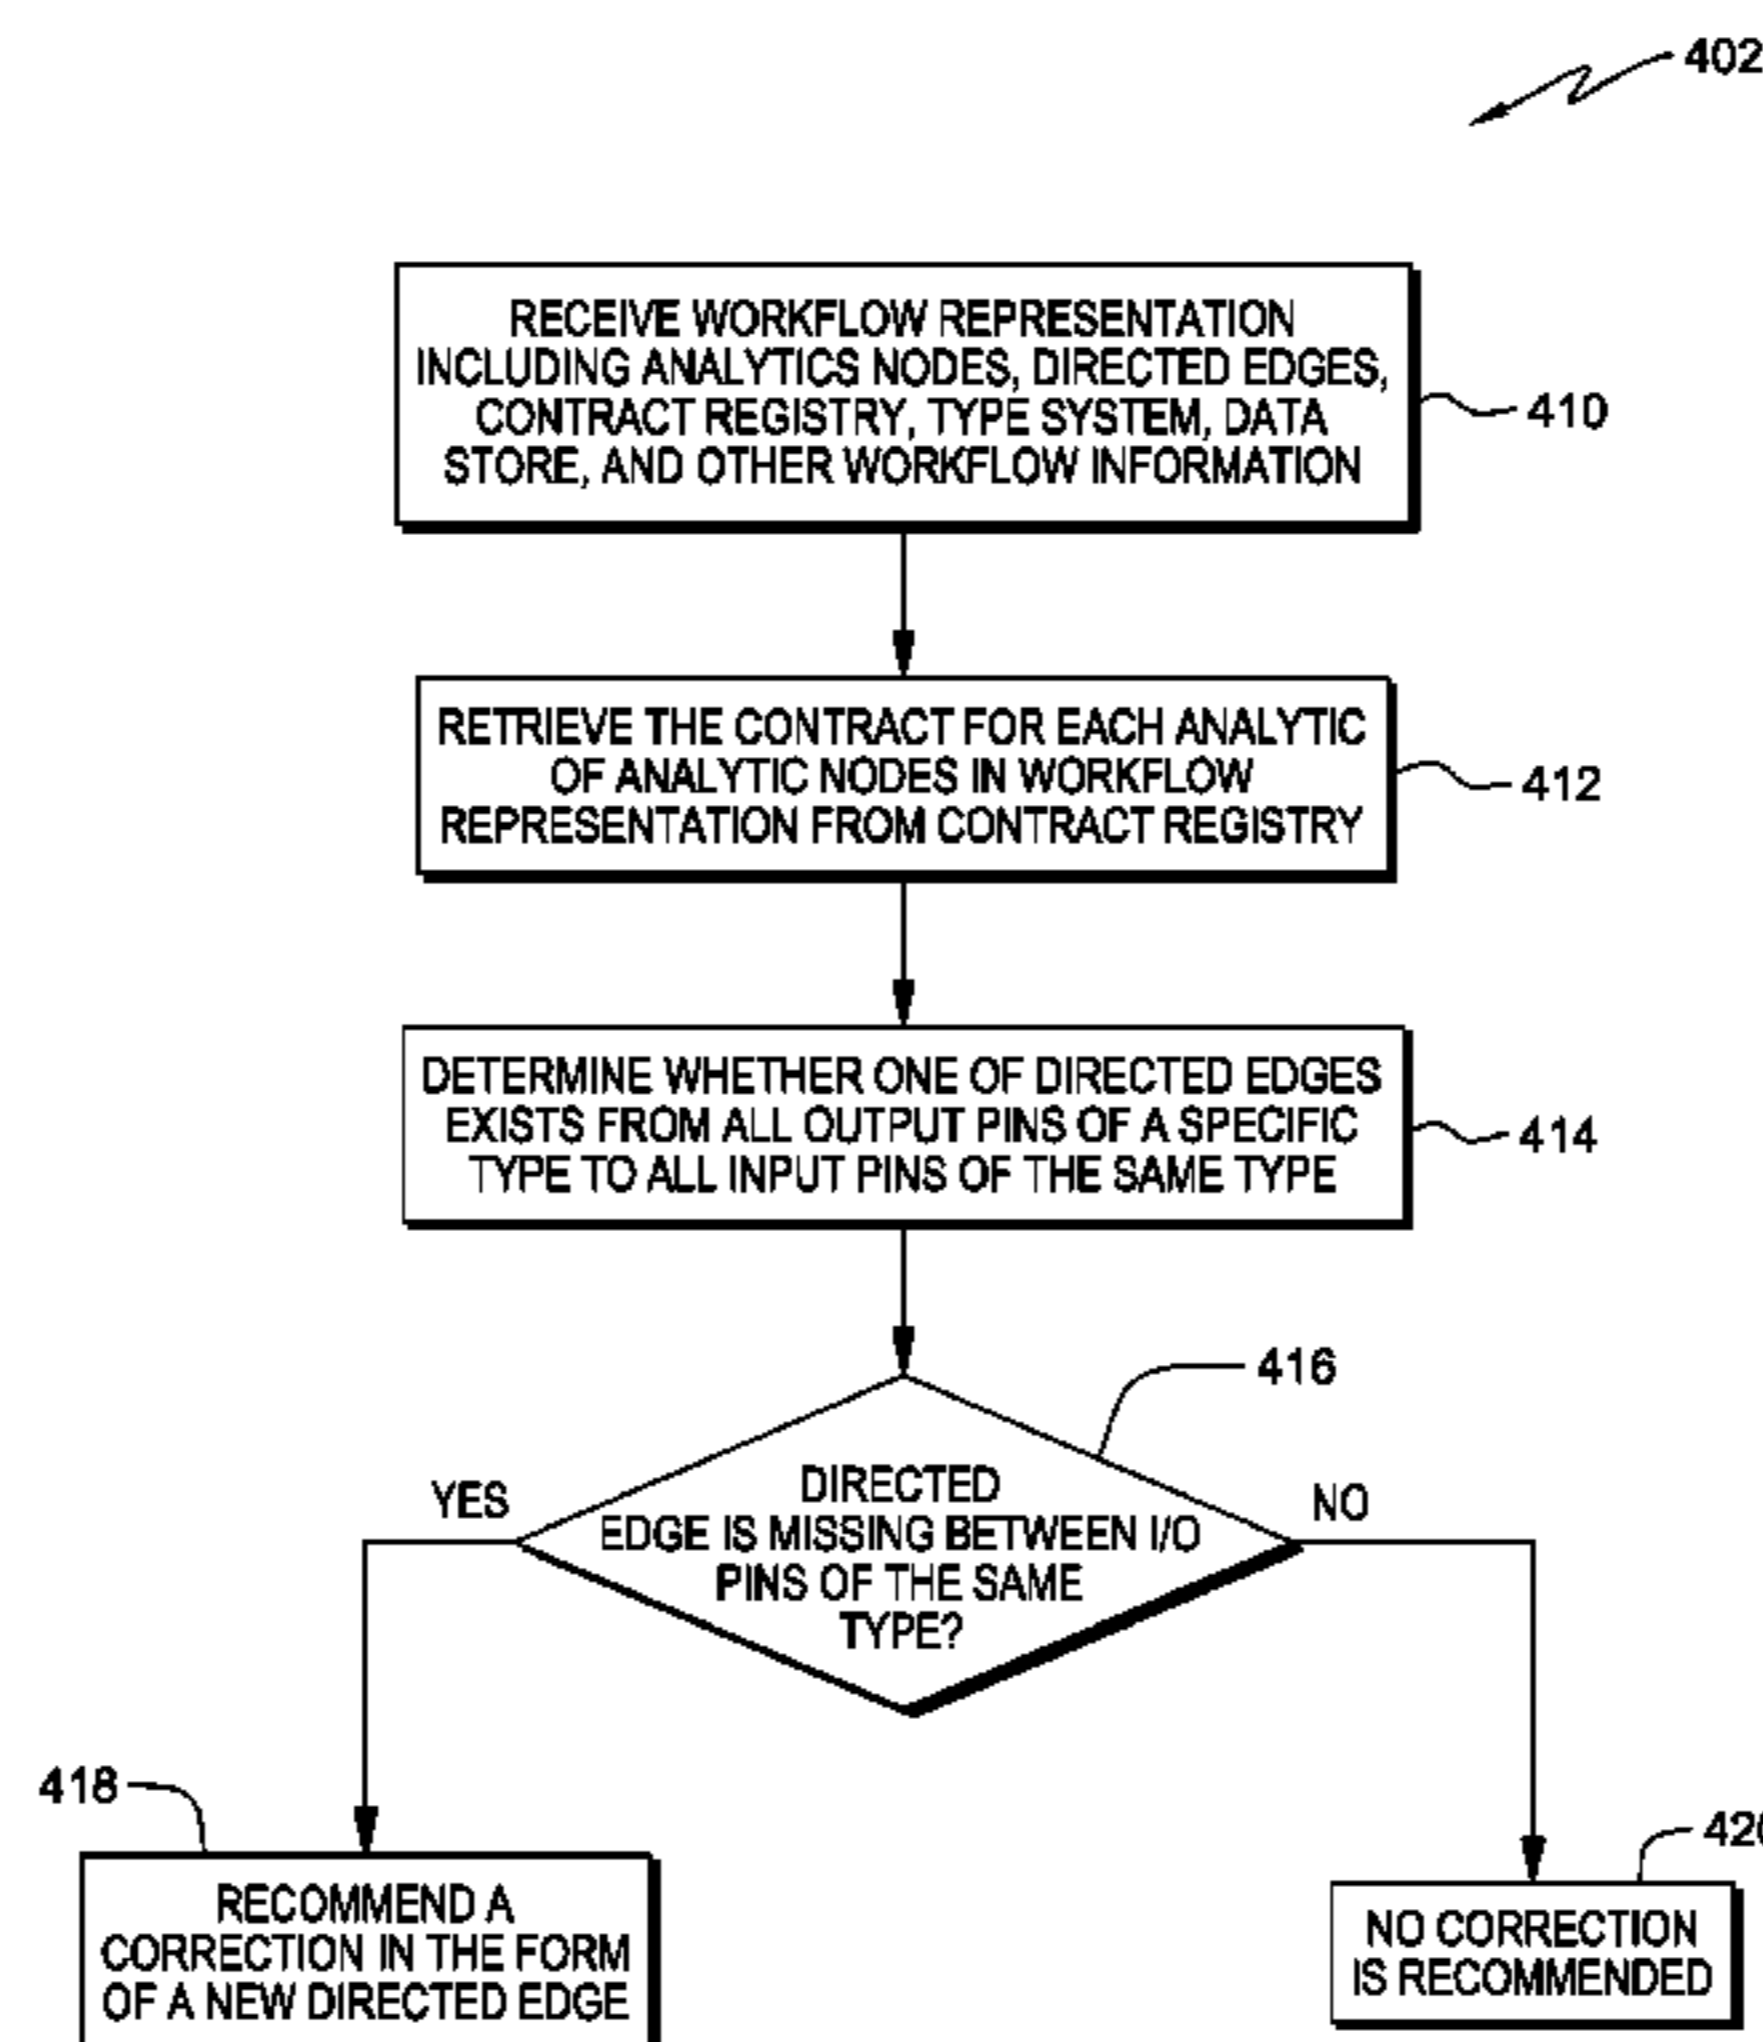 402
RECEIVE WORKFLOW REPRESENTATION
INCLUDING ANALYTICS NODES, DIRECTED EDGES,
CONTRACT REGISTRY, TYPE SYSTEM, DATA
STORE, AND OTHER WORKFLOW INFORMATION
410
RETRIEVE THE CONTRACT FOR EACH ANALYTIC
OF ANALYTIC NODES IN WORKFLOW
REPRESENTATION FROM CONTRACT REGISTRY
412
DETERMINE WHETHER ONE OF DIRECTED EDGES
EXISTS FROM ALL OUTPUT PINS OF A SPECIFIC
TYPE TO ALL INPUT PINS OF THE SAME TYPE
414
416
YES
DIRECTED
EDGE IS MISSING BETWEEN I/O
PINS OF THE SAME
TYPE?
NO
418
RECOMMEND A
CORRECTION IN THE FORM
OF A NEW DIRECTED EDGE
420
NO CORRECTION
IS RECOMMENDED